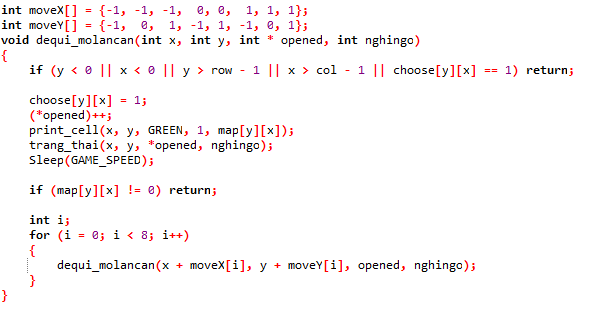 int moveX[] = {-1, -1, -1,  0, 0,  1, 1, 1};
int moveY[] = {-1,  0,  1, -1, 1, -1, 0, 1};
void dequi_molancan(int x, int y, int * opened, int nghingo)
{
    if (y < 0 || x < 0 || y > row - 1 || x > col - 1 || choose[y][x] == 1) return;

    choose[y][x] = 1;
    (*opened)++;
    print_cell(x, y, GREEN, 1, map[y][x]);
    trang_thai(x, y, *opened, nghingo);
    Sleep(GAME_SPEED);

    if (map[y][x] != 0) return;

    int i;
    for (i = 0; i < 8; i++)
    {
        dequi_molancan(x + moveX[i], y + moveY[i], opened, nghingo);
    }
}